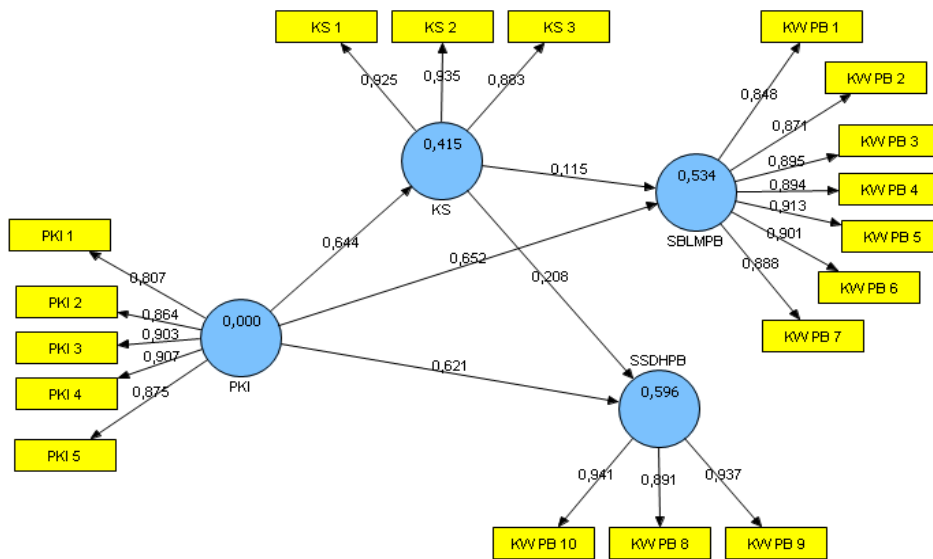 KS 1
KS 2
KS 3
KW PB 1
0,925
0,935
0,883
KW PB 2
0,848
0,871
KW PB 3
0,415
0,895
0,115
0,534
0,894
KW PB 4
KS
0,913
KW PB 5
PKI 1
SBLMPB
0,901
0,644
0,652
0,888
KW PB 6
0,807
0,208
PKI 2
0,864
0,000
KW PB 7
PKI 3
0,903
SSDHPB
0,907
0,621
PKI 4
PKI
0,875
0,596
PKI 5
0,941
0,891
0,937
KW PB 10
KW PB 8
KW PB 9